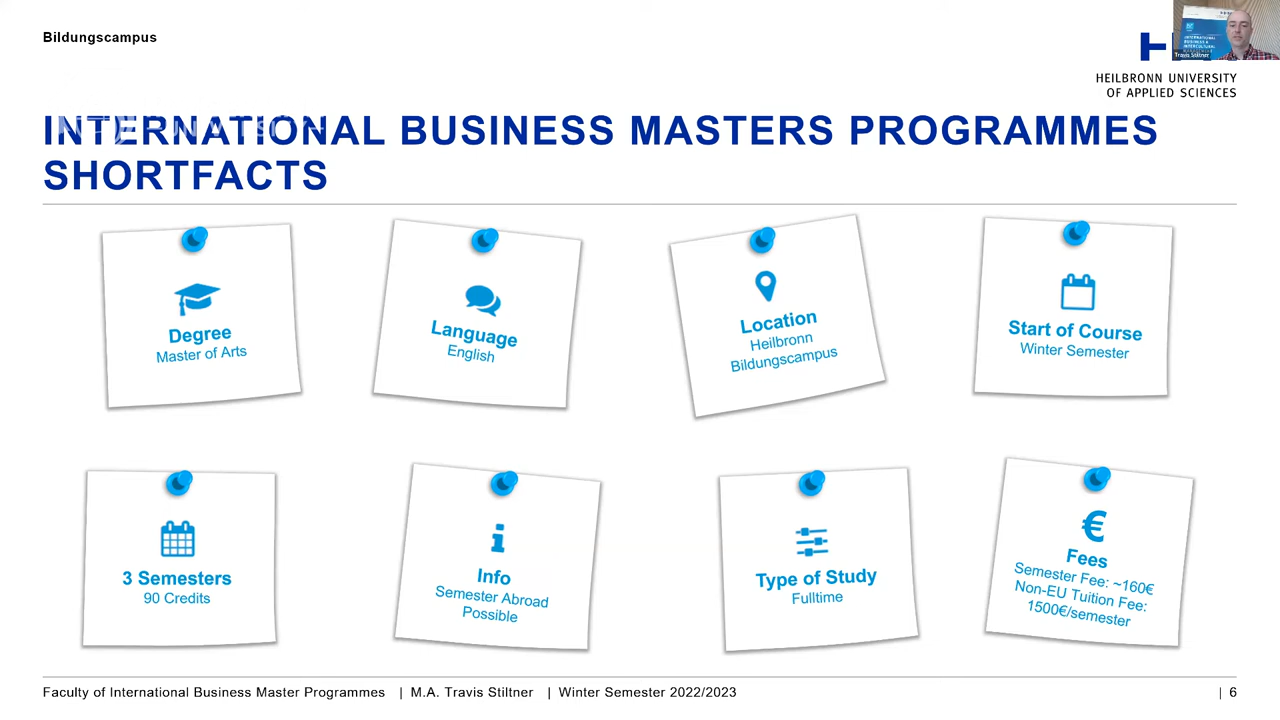 Bildungscampus
HEILBRONN UNIVERSITY
OF APPLIED SCIENCES
Travis Stiltner
INTERNATIONAL BUSINESS MASTERS PROGRAMMES
SHORTFACTS
Degree
Master of Arts
Language
English
Location
Heilbronn
Bildungscampus
Start of Course
Winter Semester
3 Semesters
90 Credits
Info
Semester Abroad
Possible
Type of Study
Fulltime
€
Fees
Semester Fee: ~160€
Non-EU Tuition Fee:
1500€/semester
Faculty of International Business Master Programmes | M.A. Travis Stiltner | Winter Semester 2022/2023
| 6